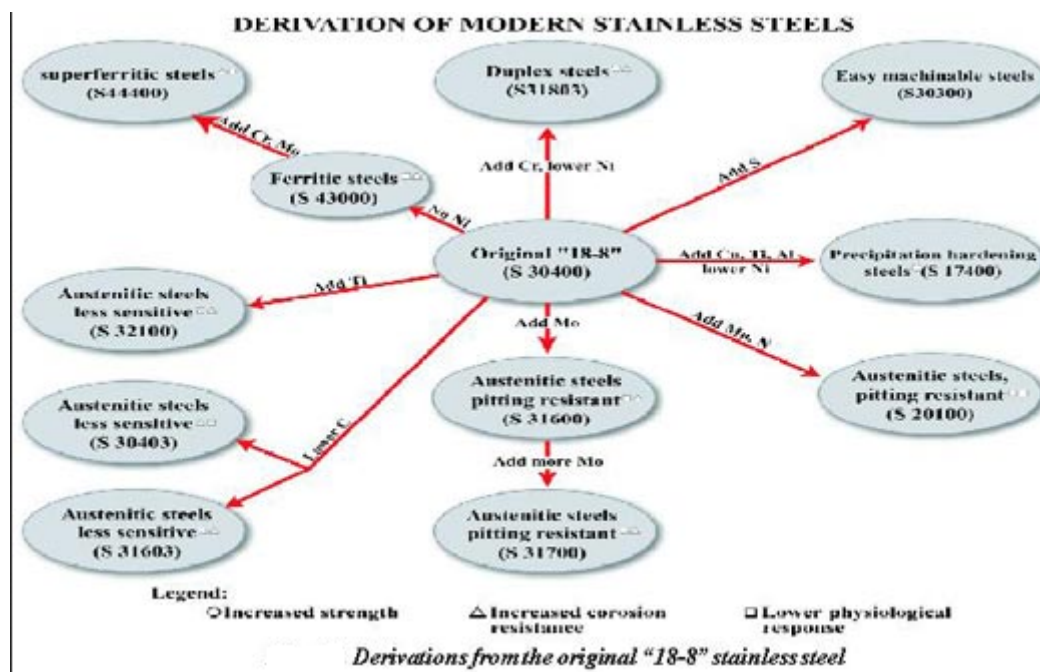 DERIVATION OF MODERN STAINLESS STEELS
superferritic steels
(S44400)
Duplex steels
(S31803)
Easy machinable steels
(S30300)
Add Cr, Mo
Ferritic steels
(S 43000)
Add Cr, lower Ni
Add S
No Ni
Original "18-8"
(S 30400)
Add Cu, Ti, Al
lower Ni
Precipitation hardening
steels (S 17400)
Add Ti
Austenitic steels
less sensitive
(S 32100)
Add Mo
Add Mn, N
Austenitic steels
pitting resistant
(S 31600)
Austenitic steels,
pitting resistant
(S 20100)
Austenitic steels
less sensitive
(S 30403)
Lower C
Add more Mo
Austenitic steels
less sensitive
(S 31603)
Austenitic steels
pitting resistant
(S 31700)
Legend:
Increased strength
Increased corosion
resistance
Lower physiological
response
Derivations from the original "18-8" stainless steel